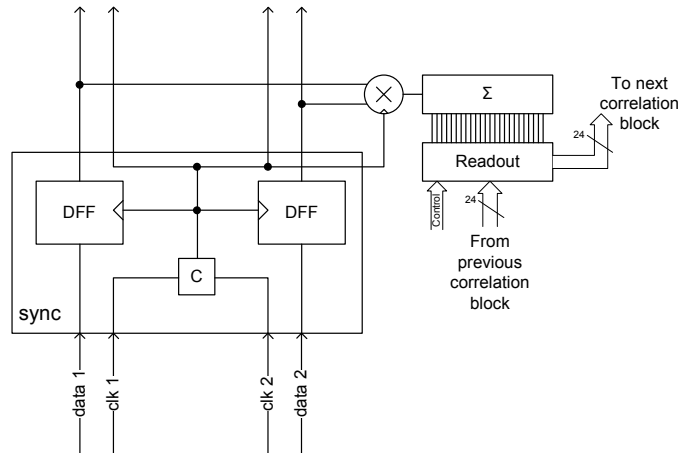 Σ
To next
correlation
block
24
Readout
DFF
DFF
Control
24
From
previous
correlation
block
C
sync
data 1
clk 1
clk 2
data 2